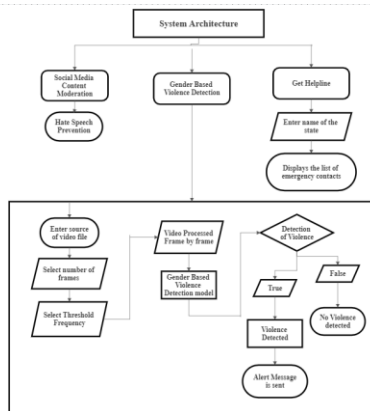 System Architecture
Social Media
Content
Moderation
Gender Based
Violence Detection
Get Helpline
Hate Speech
Prevention
Enter name of the
state
Displays the list of
emergency contacts
Enter source
of video file
Select number of
frames
Select Threshold
Frequency
Video Processed
Frame by frame
Gender Based
Violence
Detection model
Detection
of Violence
True
False
Violence
Detected
No Violence
detected
Alert Message
is sent